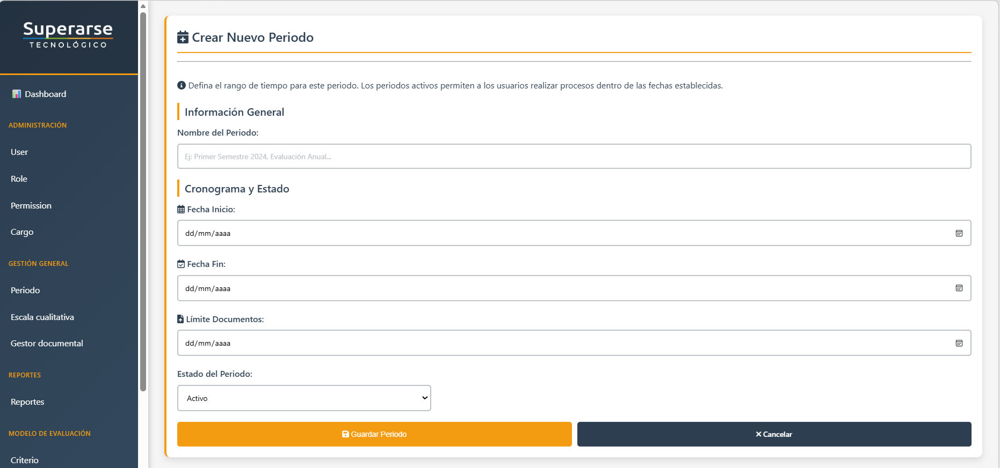 Superarse
TECNOLÓGICO
Dashboard
ADMINISTRACIÓN
User
Role
Permission
Cargo
GESTIÓN GENERAL
Periodo
Escala cualitativa
Gestor documental
REPORTES
Reportes
MODELO DE EVALUACIÓN
Criterio
Crear Nuevo Periodo
Defina el rango de tiempo para este periodo. Los periodos activos permiten a los usuarios realizar procesos dentro de las fechas establecidas.
Información General
Nombre del Periodo:
Ej: Primer Semestre 2024, Evaluación Anual...
Cronograma y Estado
Fecha Inicio:
dd/mm/aaaa
Fecha Fin:
dd/mm/aaaa
Límite Documentos:
dd/mm/aaaa
Estado del Periodo:
Activo
Guardar Periodo
Cancelar